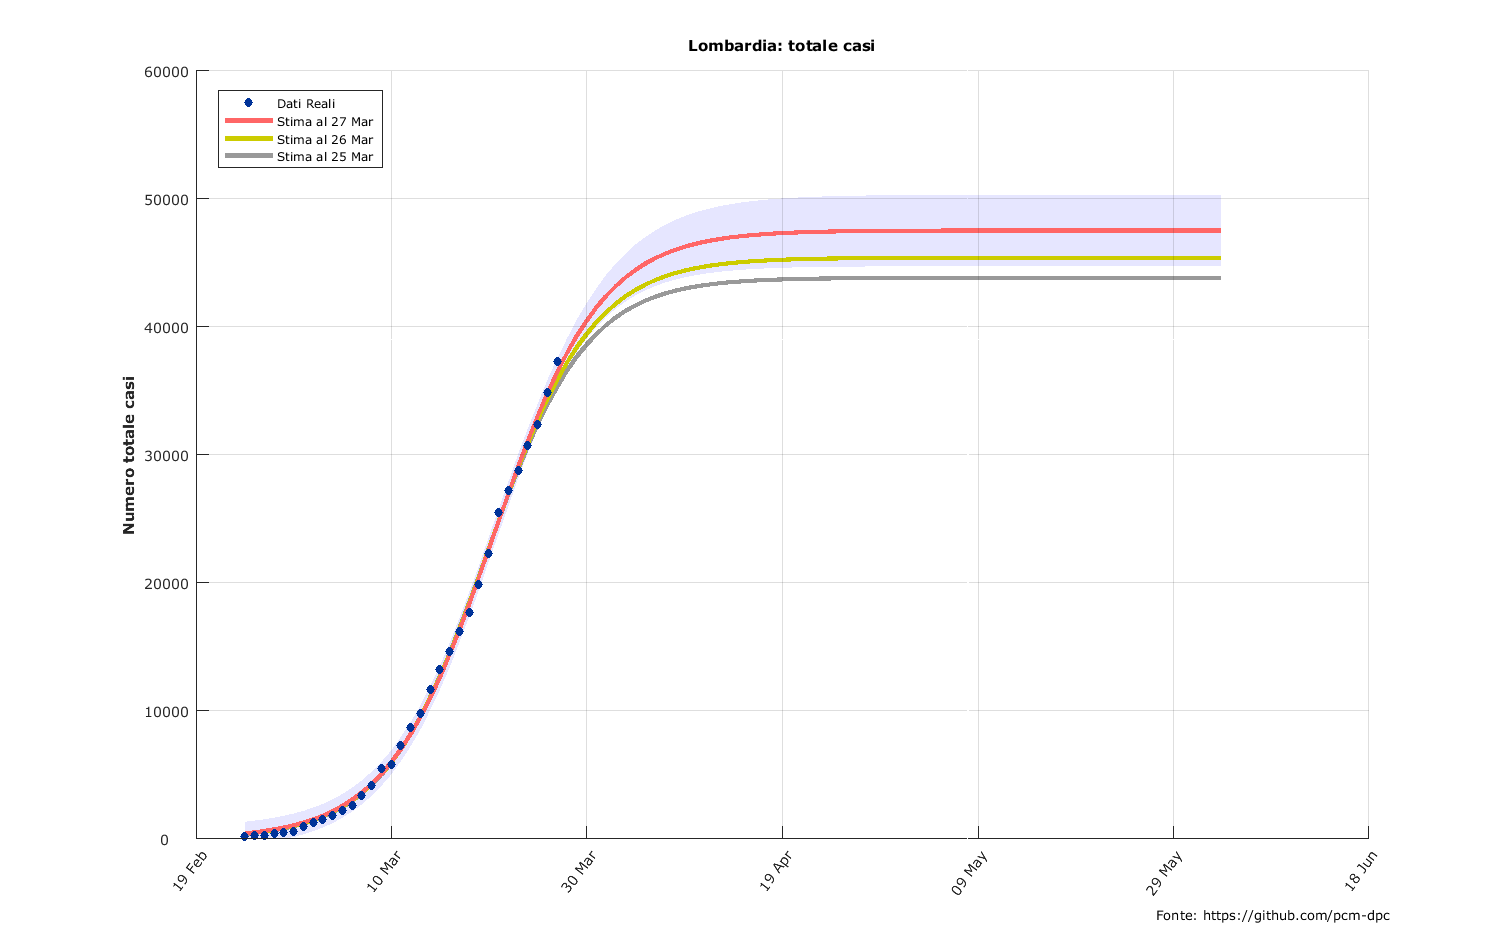 Lombardia: totale casi
60000
50000
40000
30000
20000
10000
0
Numero totale casi
Dati Reali
Stima al 27 Mar
Stima al 26 Mar
Stima al 25 Mar
19 Feb
10 Mar
30 Mar
19 Apr
09 May
29 May
18 Jun
Fonte: https://github.com/pcm-dpc